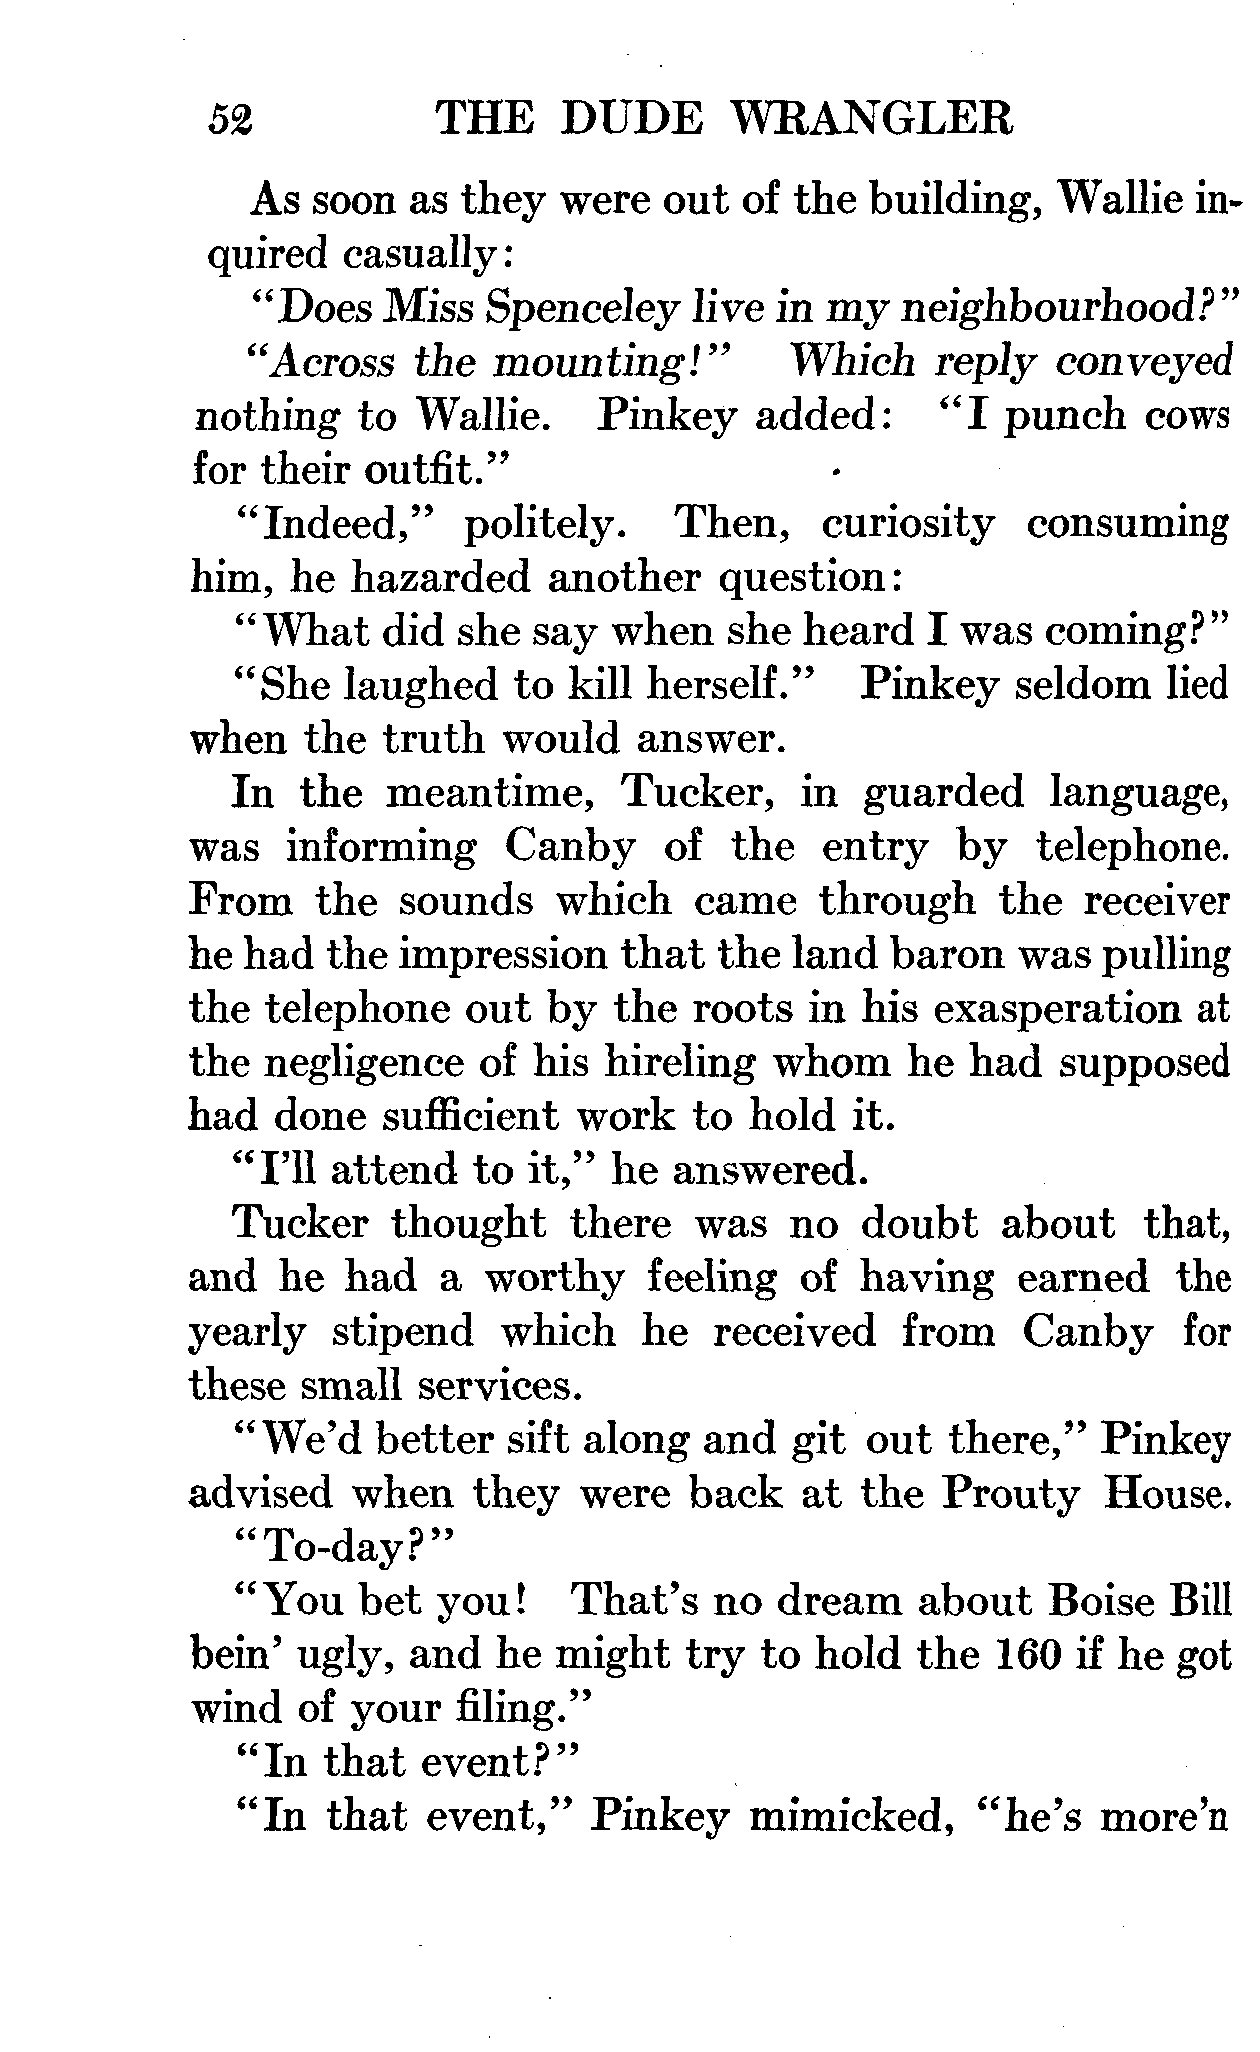 52 THE DUDE WRANGLER
As soon as they were out of the building, Wallie in-
quired casually:
"Does Miss Spenceley live in my neighbourhood?"
"Across the mounting!" Which reply conveyed
nothing to Wallie. Pinkey added: "I punch cows
for their outfit."
"Indeed," politely. Then, curiosity consuming
him, he hazarded another question:
"What did she say when she heard I was coming?"
"She laughed to kill herself." Pinkey seldom lied
when the truth would answer.
In the meantime, Tucker, in guarded language,
was informing Canby of the entry by telephone.
From the sounds which came through the receiver
he had the impression that the land baron was pulling
the telephone out by the roots in his exasperation at
the negligence of his hireling whom he had supposed
had done sufficient work to hold it.
"I'll attend to it," he answered.
Tucker thought there was no doubt about that,
and he had a worthy feeling of having earned the
yearly stipend which he received from Canby for
these small services.
"We'd better sift along and git out there," Pinkey
advised when they were back at the Prouty House.
"To-day?"
"You bet you! That's no dream about Boise Bill
bein' ugly, and he might try to hold the 160 if he got
wind of your filing."
"In that event?"
"In that event," Pinkey mimicked, "he's more'n